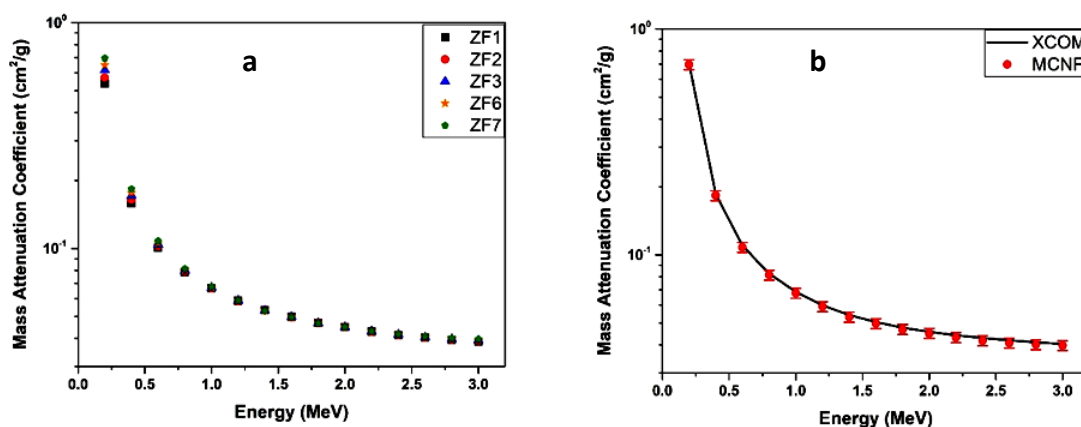 a
ZF1
ZF2
ZF3
ZF6
ZF7
10⁰
10⁻¹
Mass Attenuation Coefficient (cm²/g)
0.0 0.5 1.0 1.5 2.0 2.5 3.0
Energy (MeV)
b
XCOM
MCNP
10⁰
10⁻¹
Mass Attenuation Coefficient (cm²/g)
0.0 0.5 1.0 1.5 2.0 2.5 3.0
Energy (MeV)